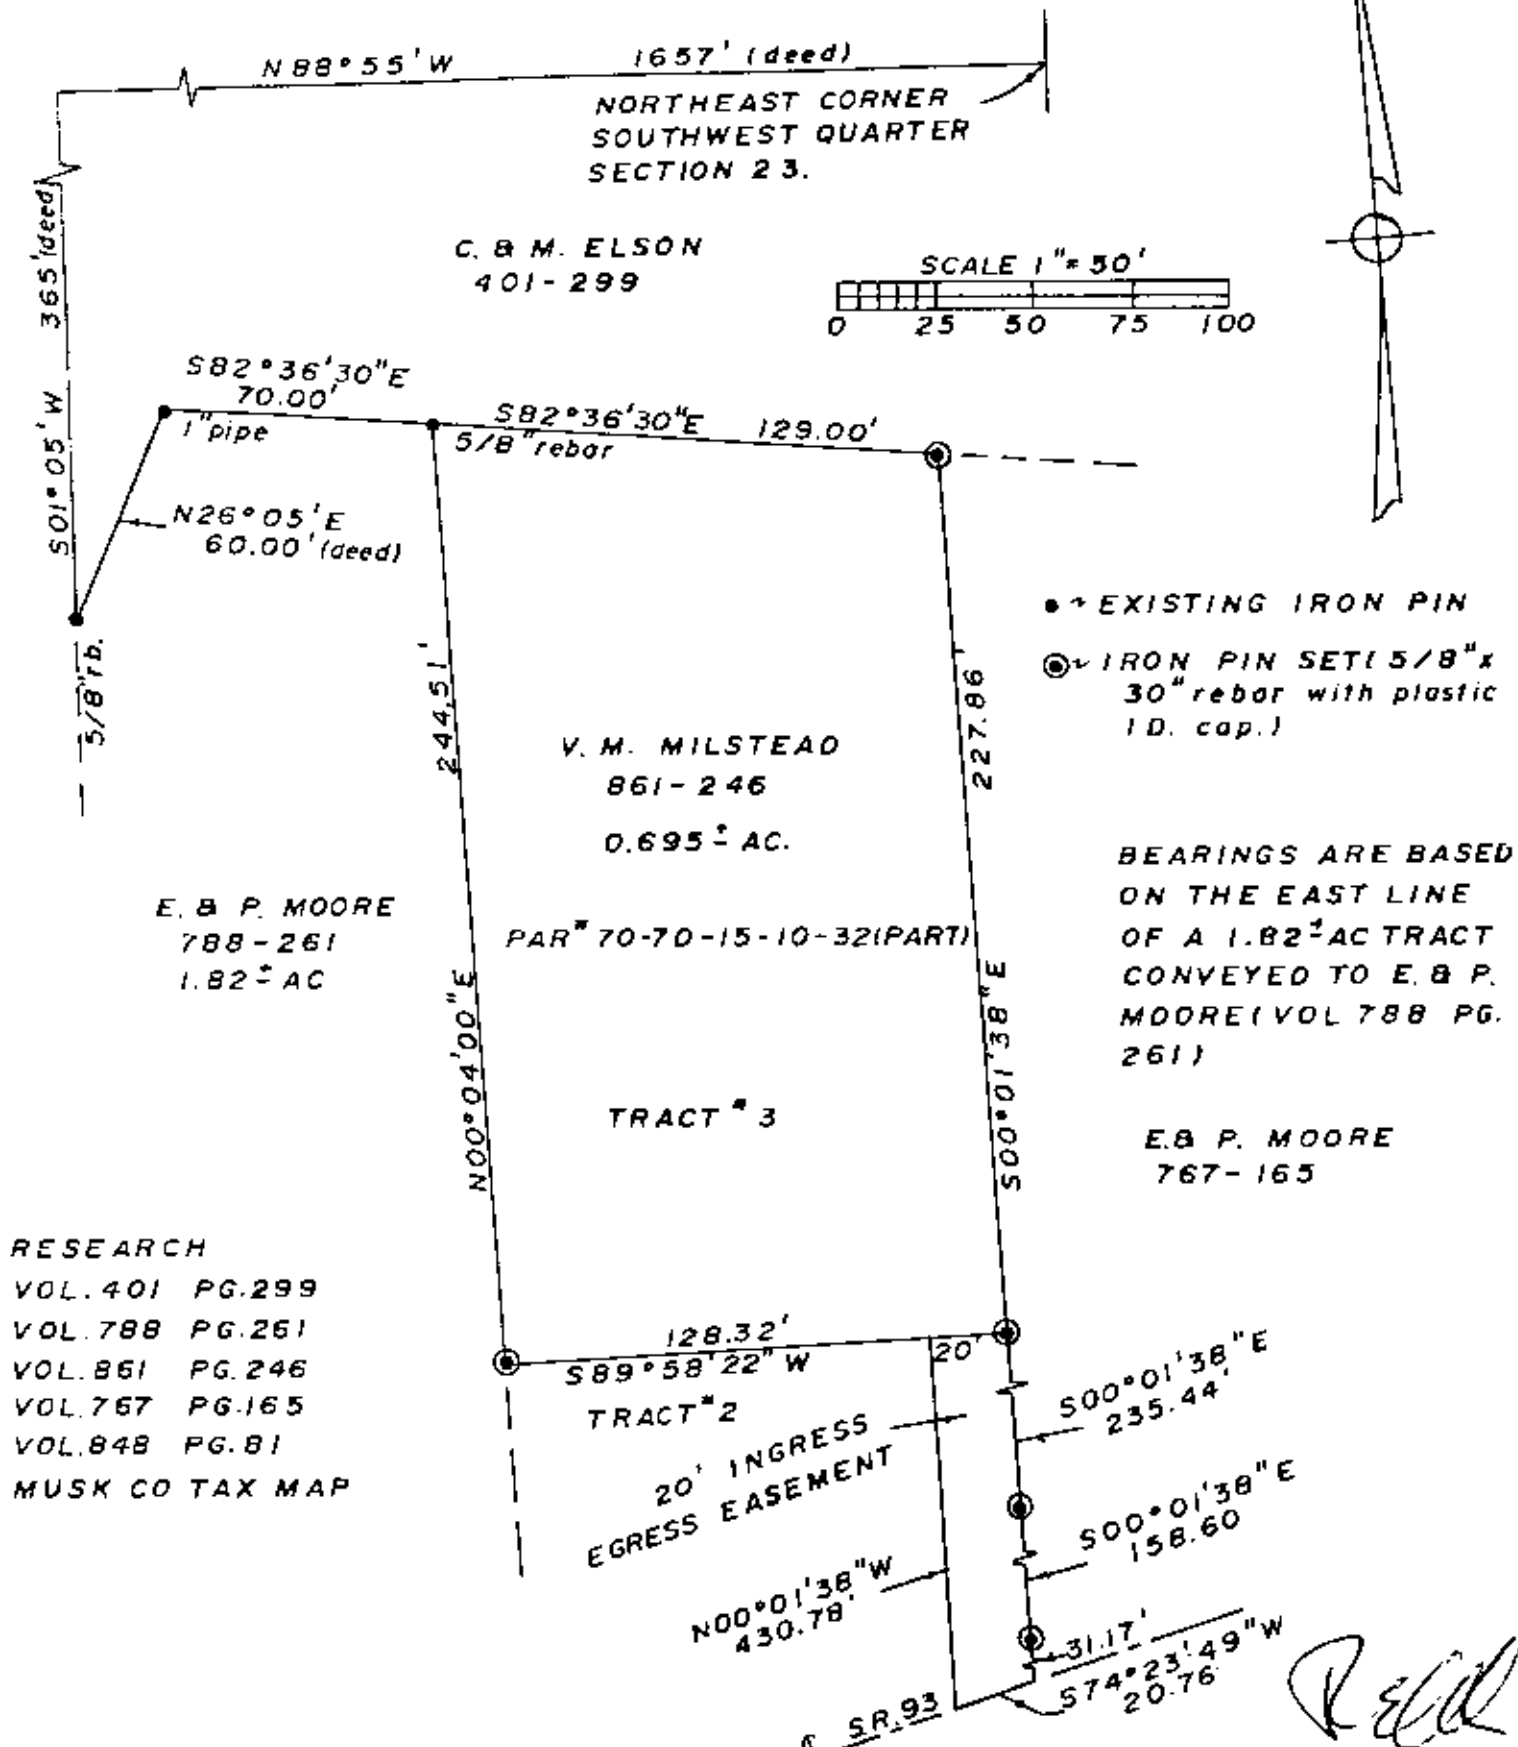 N88°55'W 1657' (deed)
NORTHEAST CORNER
SOUTHWEST QUARTER
SECTION 23.
S01°05'W 365'(deed)
C. & M. ELSON
401-299
SCALE 1"=50'
0 25 50 75 100
S82°36'30"E
70.00'
1"pipe
S82°36'30"E 129.00'
5/8"rebar
N26°05'E
60.00'(deed)
5/8"rb.
• ~ EXISTING IRON PIN
~ IRON PIN SET(5/8"x
30"rebar with plastic
ID. cap.)
N00°04'00"E 244.51'
S00°01'38"E 227.86'
V. M. MILSTEAD
861-246
0.695± AC.
PAR# 70-70-15-10-32(PART)
TRACT #3
E. & P. MOORE
788-261
1.82± AC
BEARINGS ARE BASED
ON THE EAST LINE
OF A 1.82± AC TRACT
CONVEYED TO E. & P.
MOORE(VOL 788 PG.
261)
E.& P. MOORE
767-165
RESEARCH
VOL.401 PG.299
VOL.788 PG.261
VOL.861 PG.246
VOL.767 PG.165
VOL.848 PG.81
MUSK CO TAX MAP
128.32'
S89°58'22"W
20'
TRACT #2
20' INGRESS
EGRESS EASEMENT
S00°01'38"E
235.44'
S00°01'38"E
158.60
N00°01'38"W
430.78'
31.17'
S74°23'49"W
20.76
SR.93